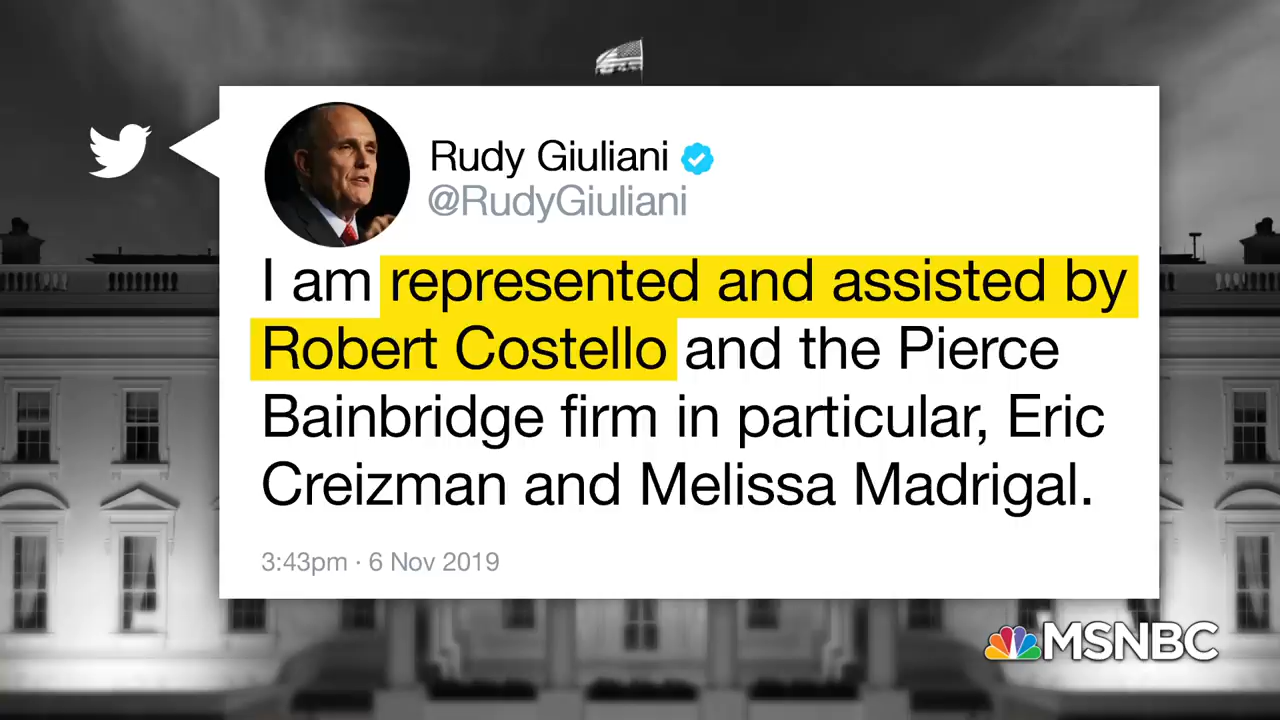 Rudy Giuliani
@RudyGiuliani
I am represented and assisted by
Robert Costello and the Pierce
Bainbridge firm in particular, Eric
Creizman and Melissa Madrigal.
3:43pm · 6 Nov 2019
MSNBC